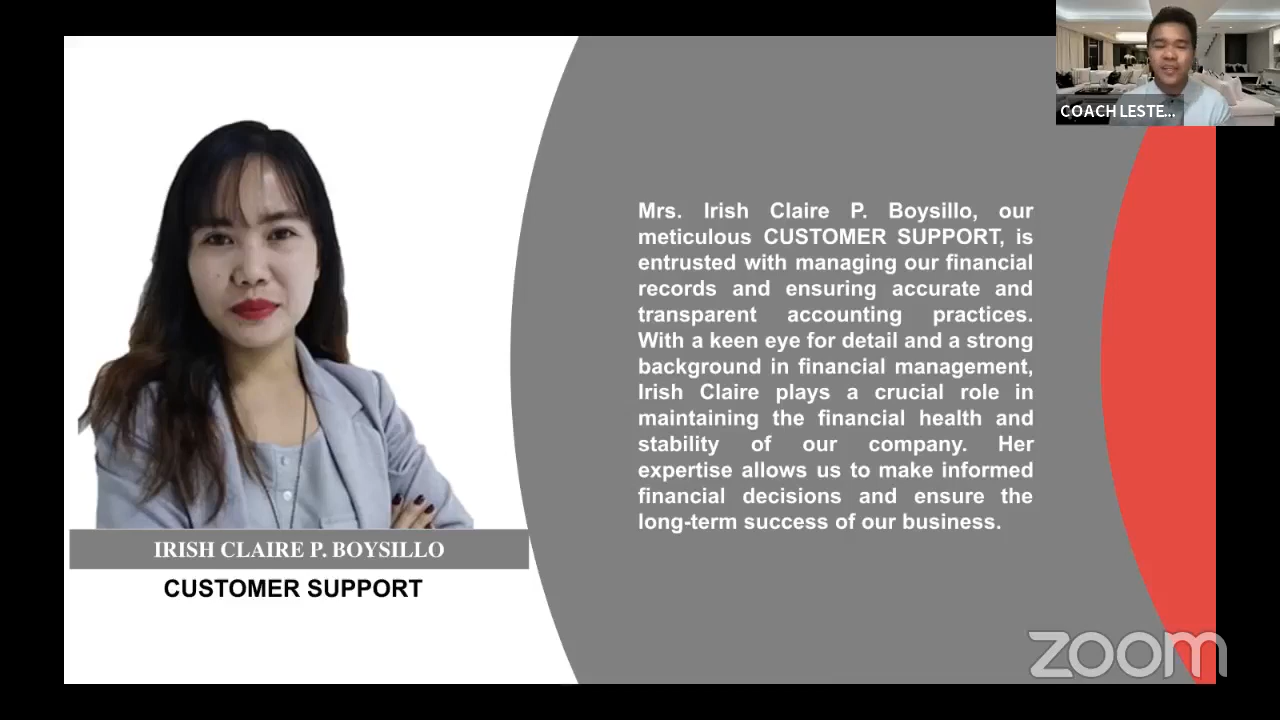 COACH LESTE...
Mrs. Irish Claire P. Boysillo, our
meticulous CUSTOMER SUPPORT, is
entrusted with managing our financial
records and ensuring accurate and
transparent accounting practices.
With a keen eye for detail and a strong
background in financial management,
Irish Claire plays a crucial role in
maintaining the financial health and
stability of our company. Her
expertise allows us to make informed
financial decisions and ensure the
long-term success of our business.
IRISH CLAIRE P. BOYSILLO
CUSTOMER SUPPORT
zoom